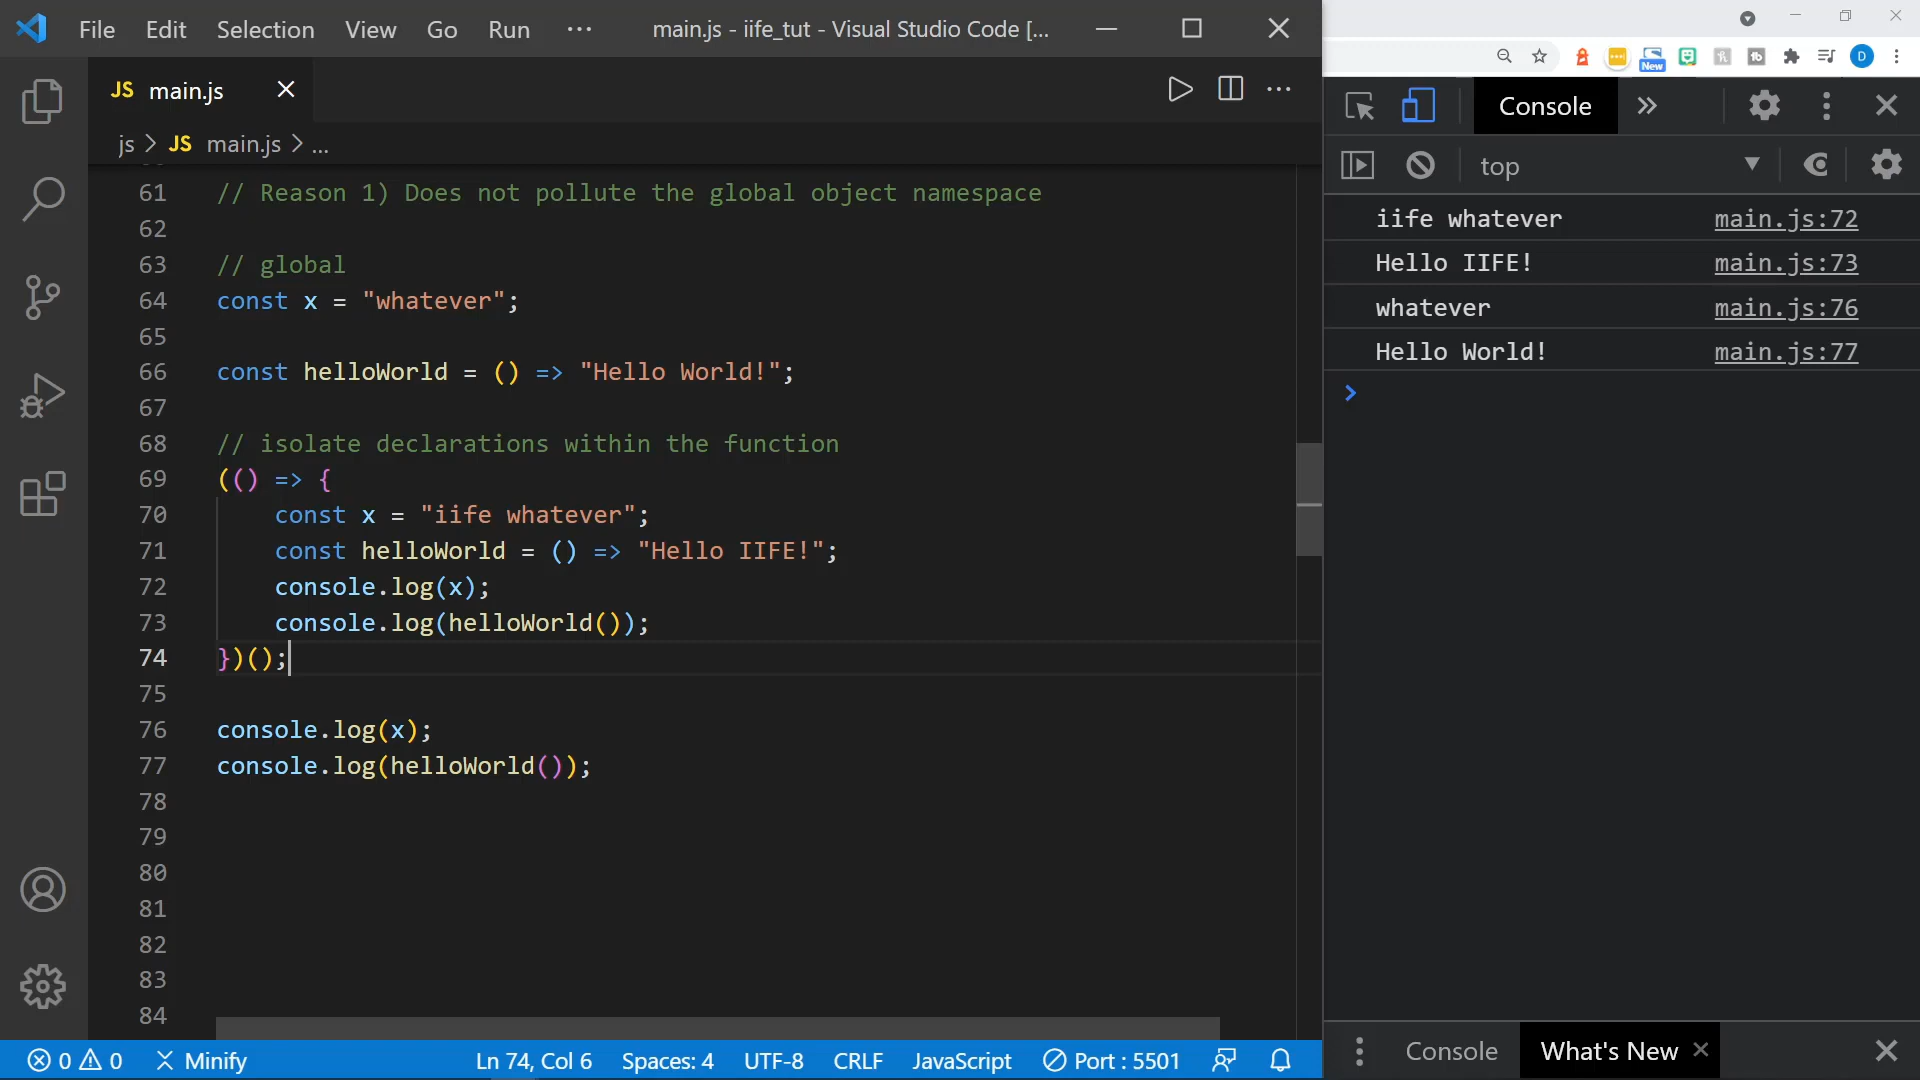 File Edit Selection View Go Run ··· main.js - iife_tut - Visual Studio Code [...
JS main.js
js > JS main.js > ...
61 // Reason 1) Does not pollute the global object namespace
62
63 // global
64 const x = "whatever";
65
66 const helloWorld = () => "Hello World!";
67
68 // isolate declarations within the function
69 (() => {
70 const x = "iife whatever";
71 const helloWorld = () => "Hello IIFE!";
72 console.log(x);
73 console.log(helloWorld());
74 })();
75
76 console.log(x);
77 console.log(helloWorld());
78
79
80
81
82
83
84
0 0 Minify Ln 74, Col 6 Spaces: 4 UTF-8 CRLF JavaScript Port : 5501
New D
Console
top
iife whatever main.js:72
Hello IIFE! main.js:73
whatever main.js:76
Hello World! main.js:77
Console What's New